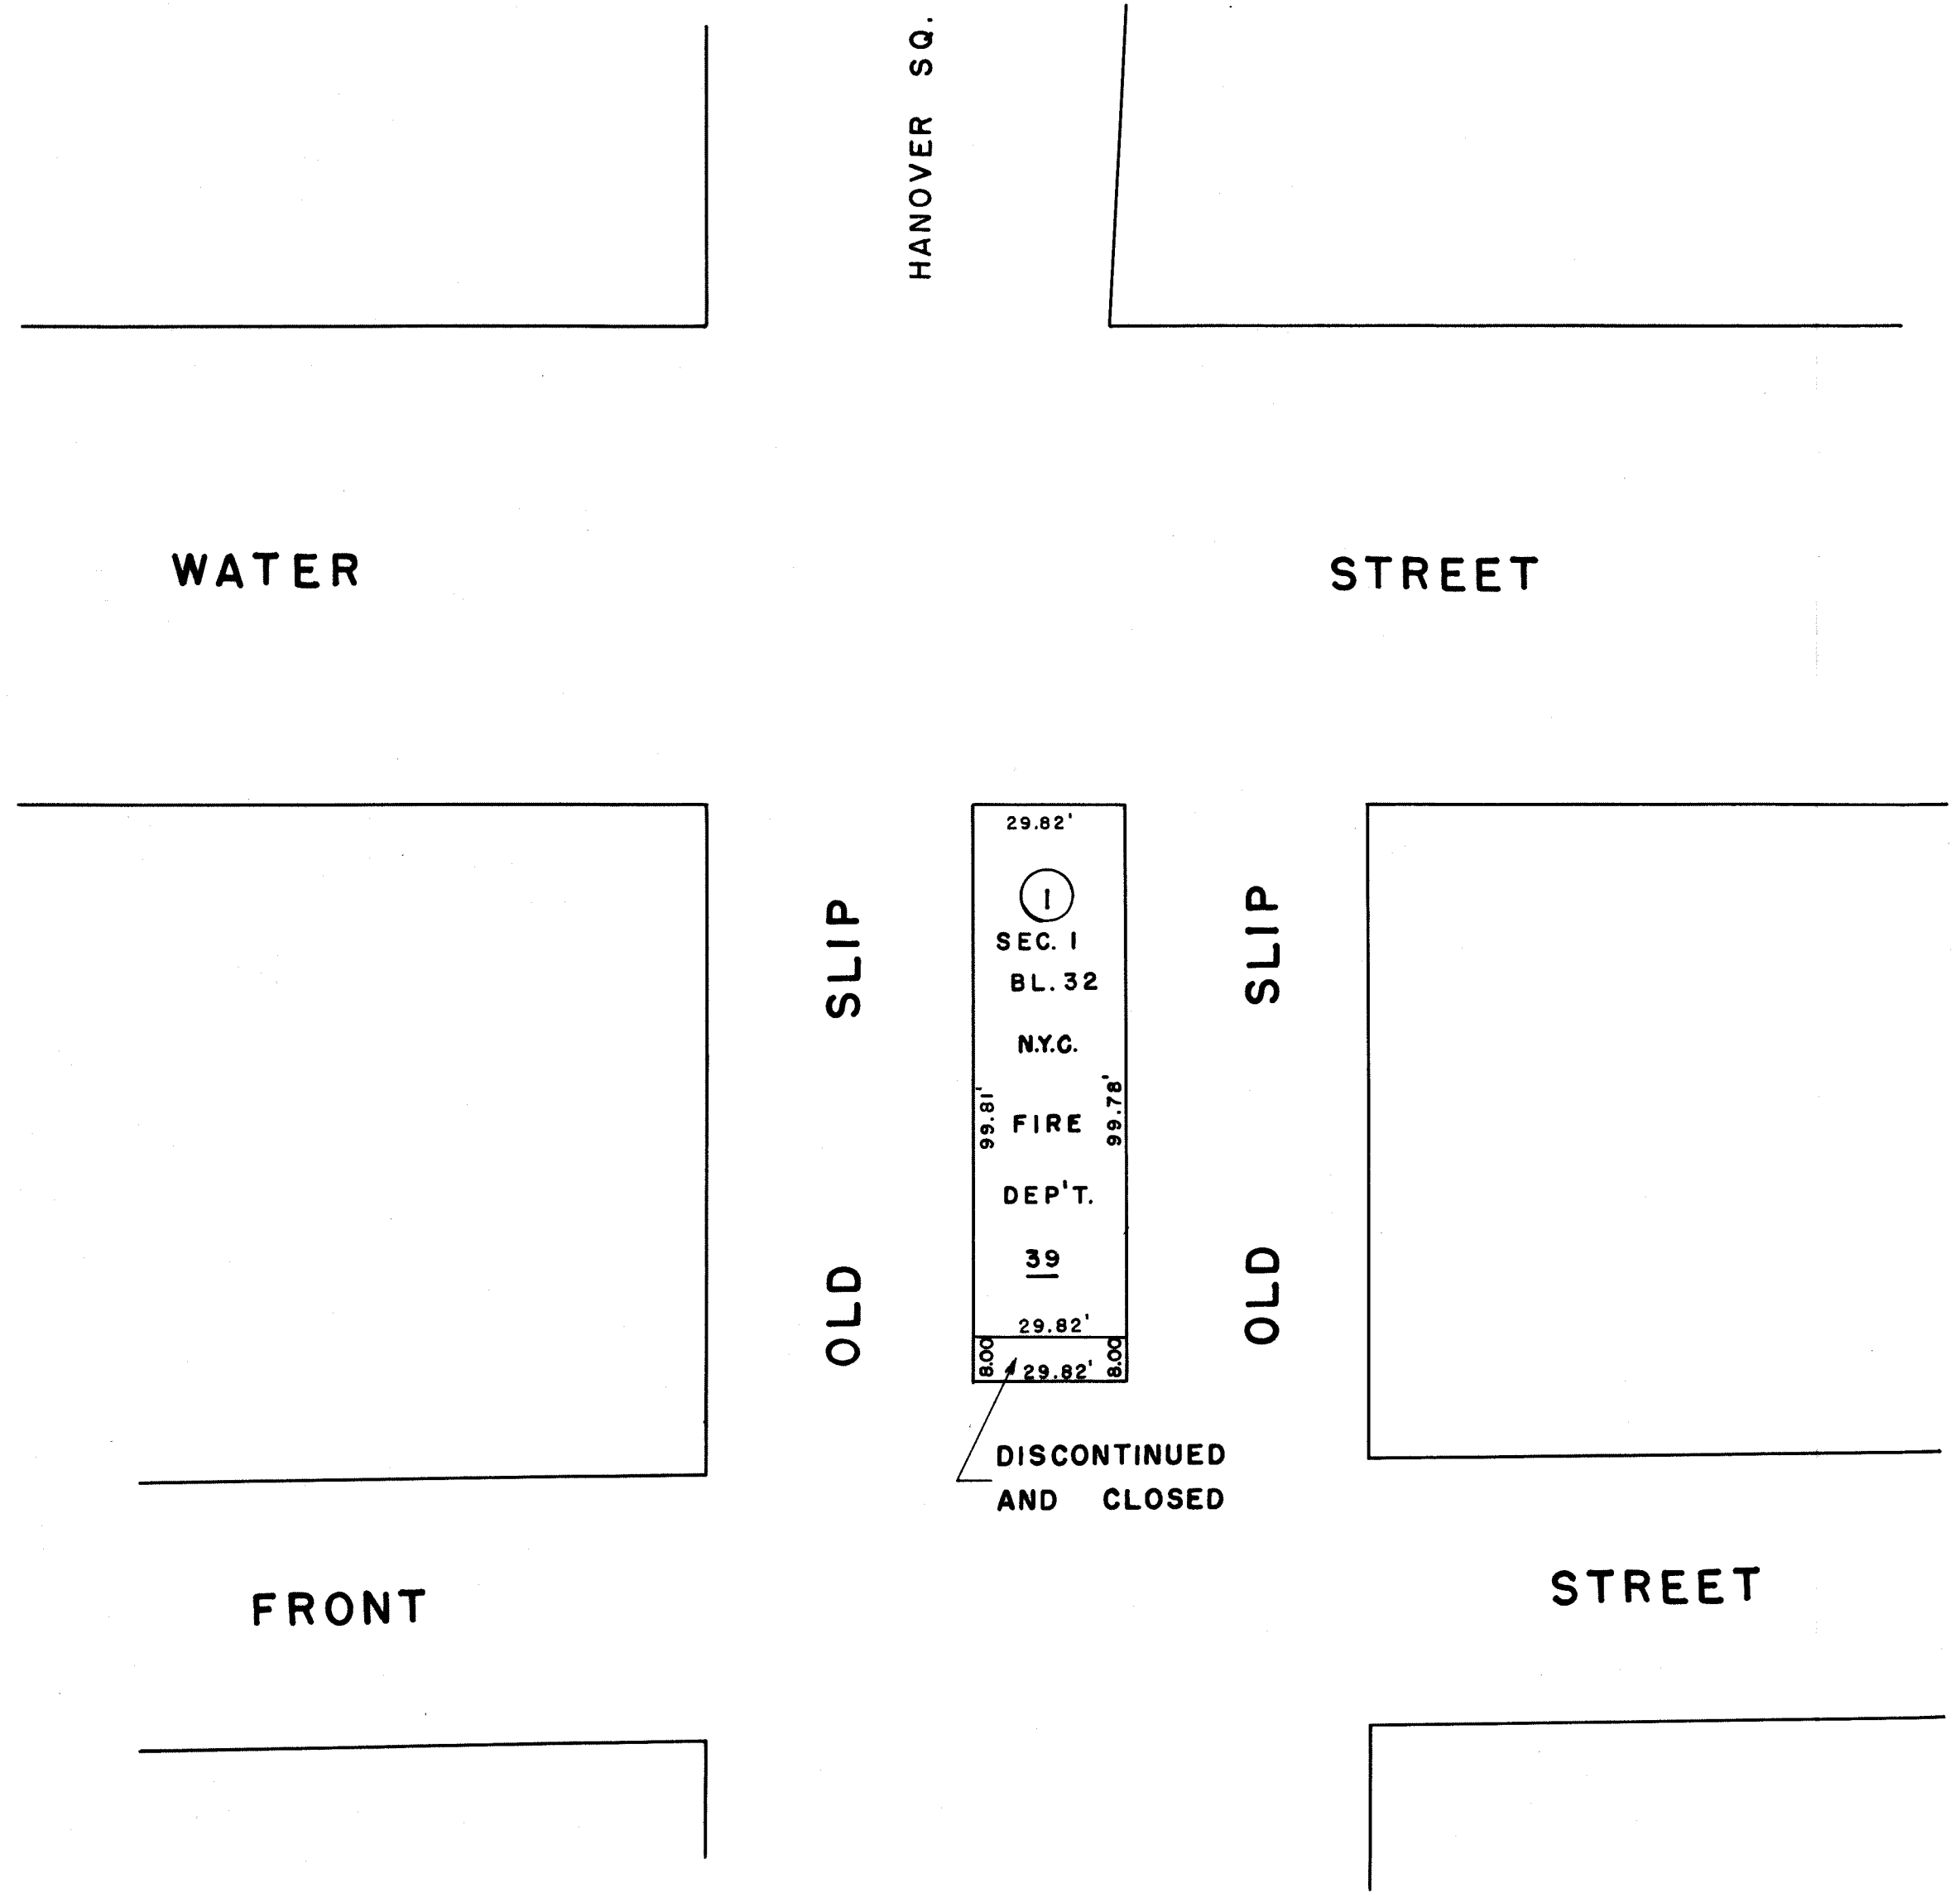 HANOVER SQ.
WATER STREET
29.82'
1
SEC. 1
BL. 32
N.Y.C.
FIRE
DEP'T.
39
99.81'
99.78'
29.82'
8.00
29.82'
8.00
OLD SLIP
OLD SLIP
DISCONTINUED
AND CLOSED
FRONT STREET